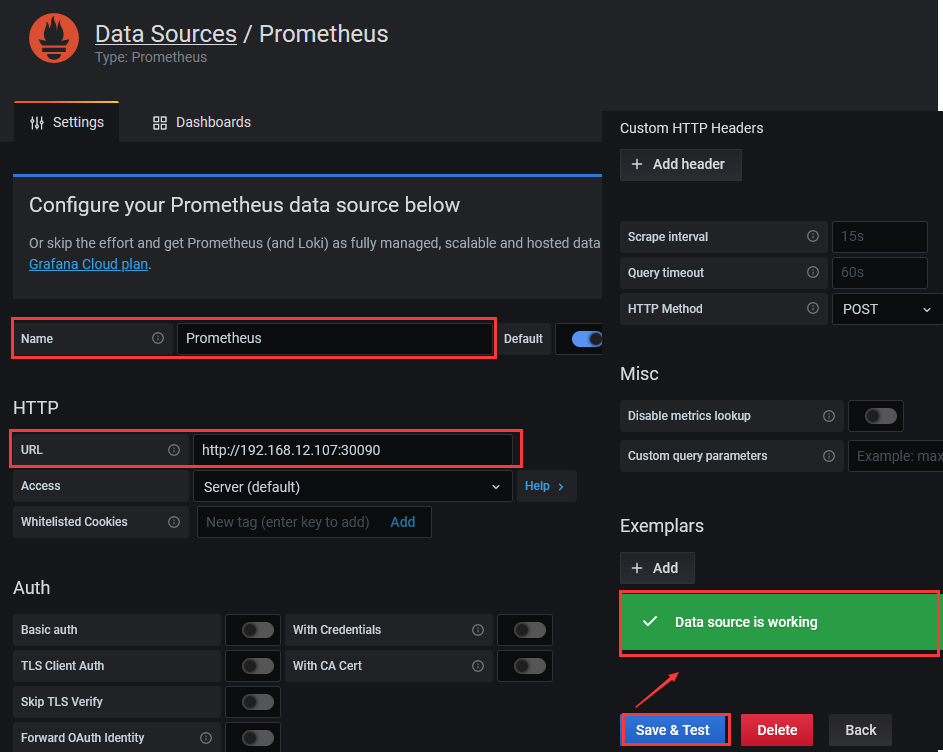 Data Sources / Prometheus
Type: Prometheus
Settings
Dashboards
Configure your Prometheus data source below
Or skip the effort and get Prometheus (and Loki) as fully managed, scalable and hosted data
Grafana Cloud plan.
Name
Prometheus
Default
HTTP
URL
http://192.168.12.107:30090
Access
Server (default)
Help
Whitelisted Cookies
New tag (enter key to add)
Add
Auth
Basic auth
With Credentials
TLS Client Auth
With CA Cert
Skip TLS Verify
Forward OAuth Identity
Custom HTTP Headers
+ Add header
Scrape interval
15s
Query timeout
60s
HTTP Method
POST
Misc
Disable metrics lookup
Custom query parameters
Example: max
Exemplars
+ Add
Data source is working
Save & Test
Delete
Back